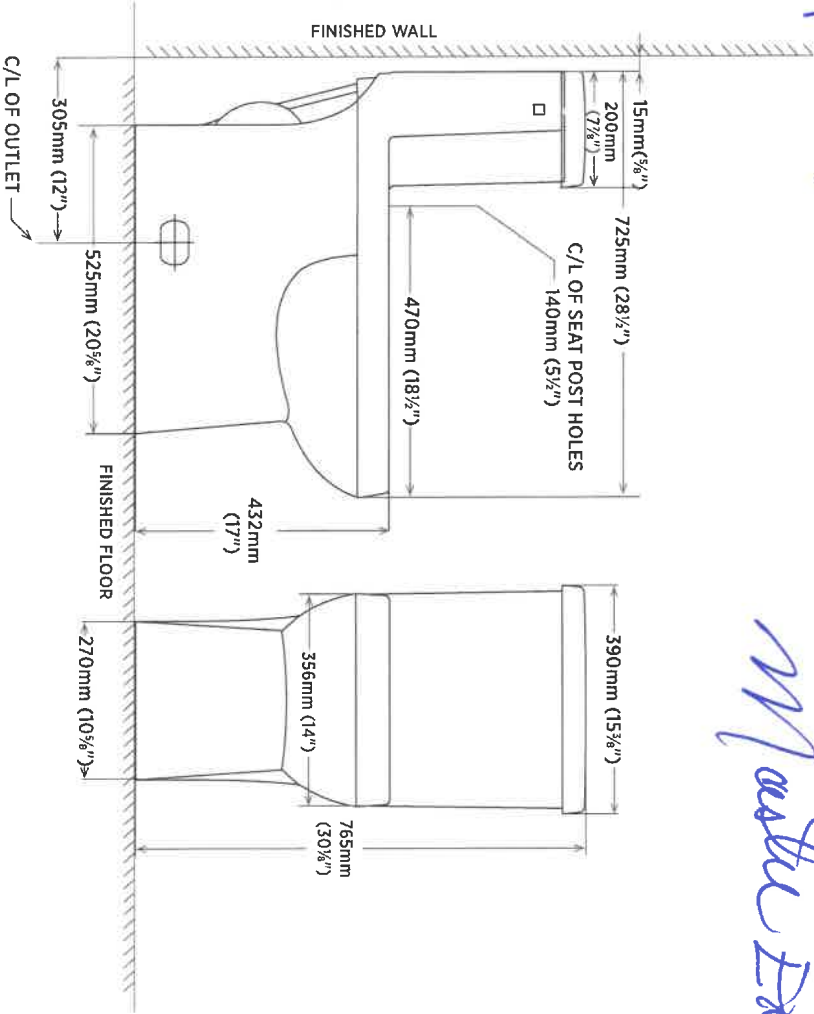 FINISHED WALL
15mm(⅝")
200mm
(7⅞")
725mm (28½")
C/L OF SEAT POST HOLES
140mm (5½")
470mm (18½")
305mm (12")
C/L OF OUTLET
525mm (20⅝")
432mm
(17")
FINISHED FLOOR
390mm (15⅜")
356mm (14")
765mm
(30⅛")
270mm (10⅝")